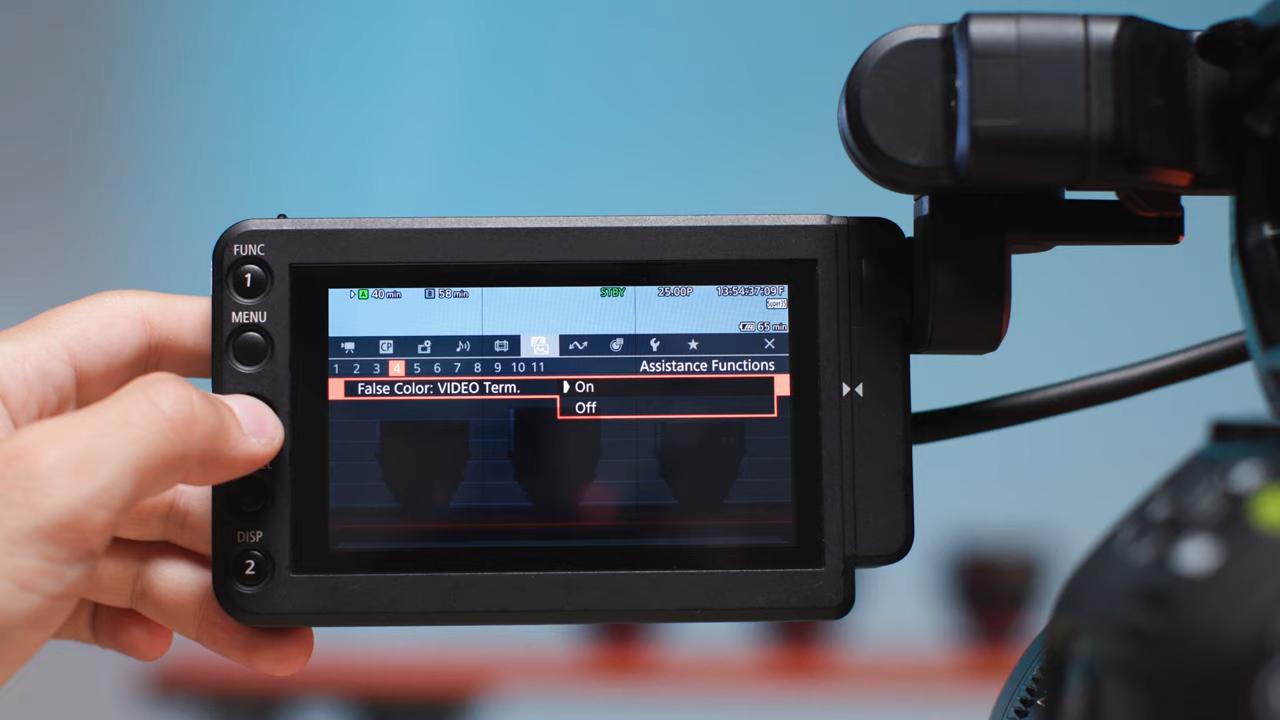 FUNC
1
MENU
DISP
2
A 40 min B 58 min STBY 25.00P 13:54:37:09 F
Super35
65 min
CP
1 2 3 4 5 6 7 8 9 10 11 Assistance Functions
False Color: VIDEO Term. On
Off